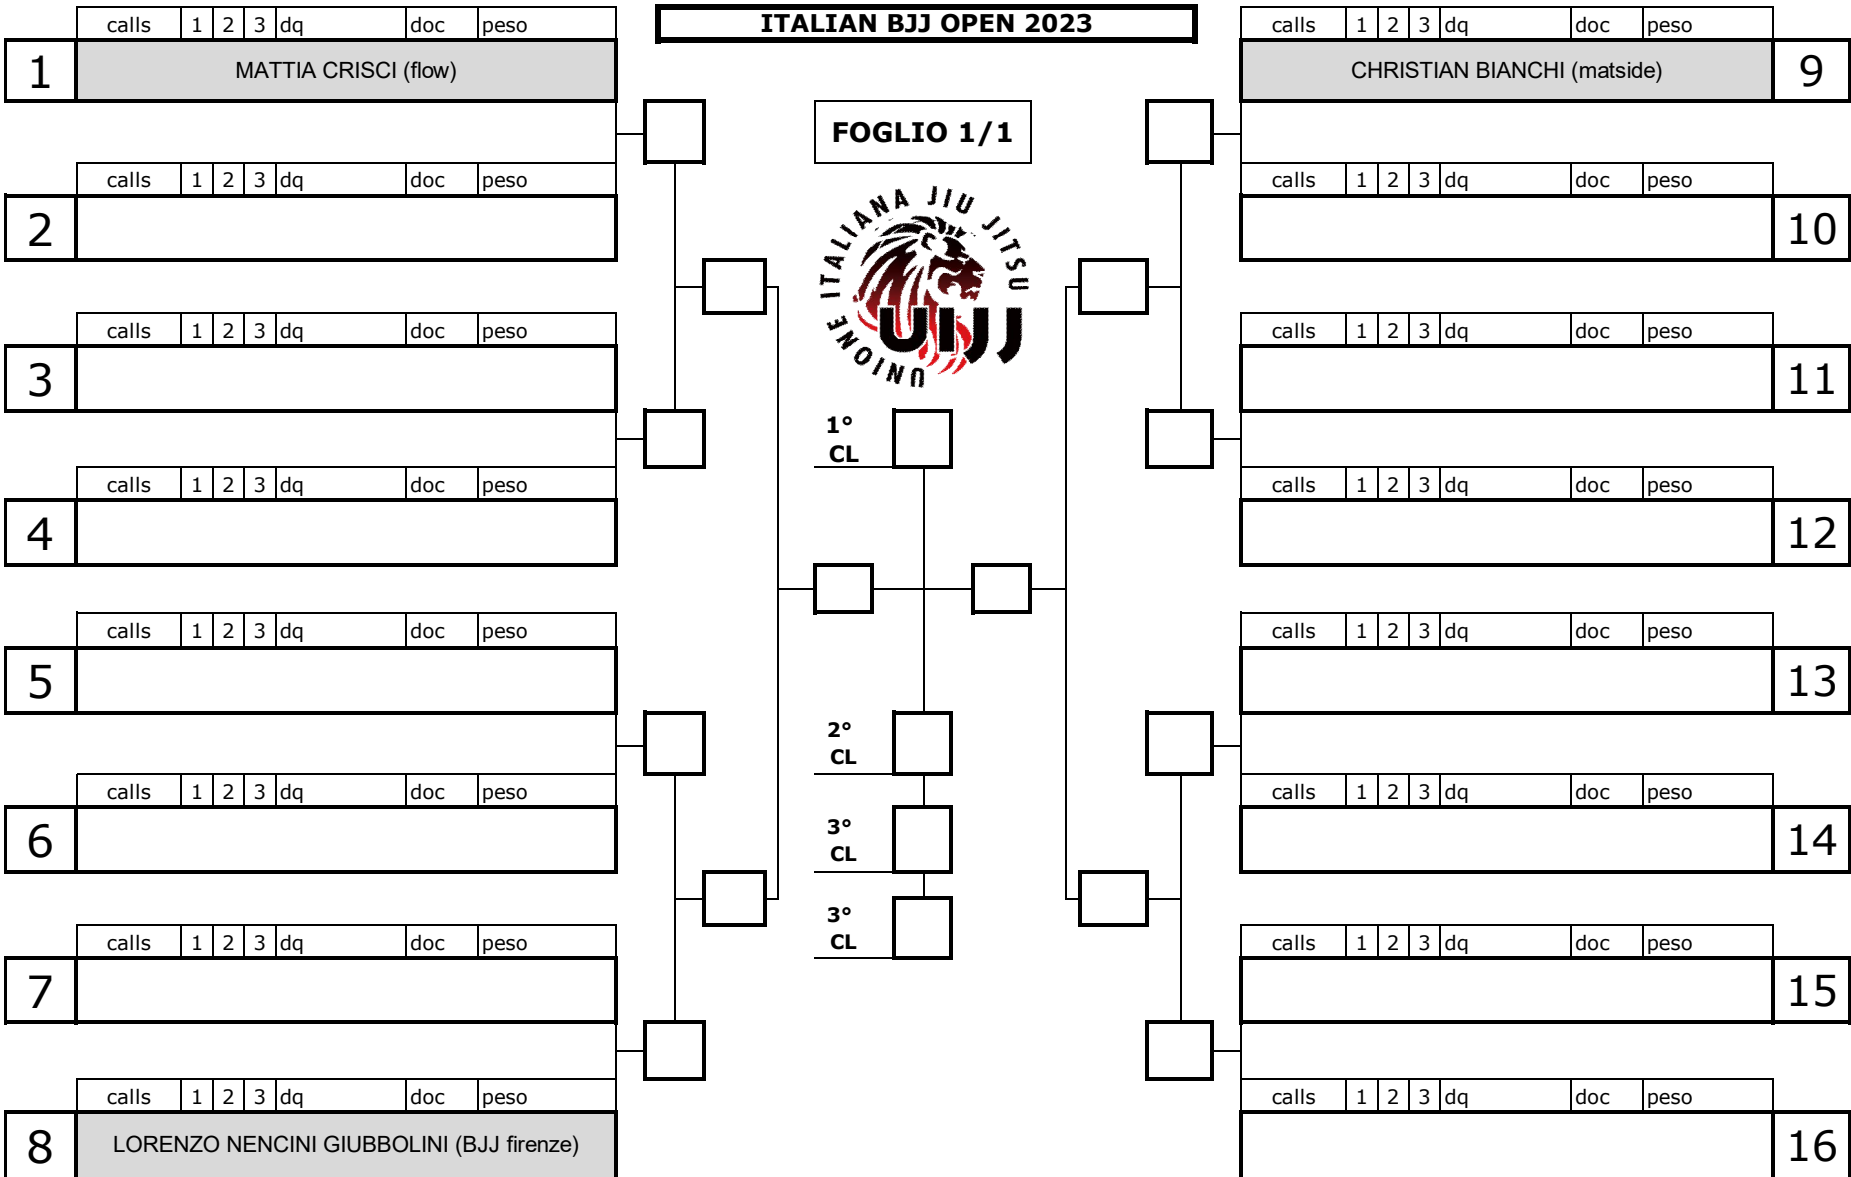 ITALIAN BJJ OPEN 2023
calls 1 2 3 dq doc peso
1 MATTIA CRISCI (flow)
calls 1 2 3 dq doc peso
2
calls 1 2 3 dq doc peso
3
calls 1 2 3 dq doc peso
4
calls 1 2 3 dq doc peso
5
calls 1 2 3 dq doc peso
6
calls 1 2 3 dq doc peso
7
calls 1 2 3 dq doc peso
8 LORENZO NENCINI GIUBBOLINI (BJJ firenze)
FOGLIO 1/1
UNIONE ITALIANA JIU JITSU
UIJJ
1°
CL
2°
CL
3°
CL
3°
CL
calls 1 2 3 dq doc peso
CHRISTIAN BIANCHI (matside) 9
calls 1 2 3 dq doc peso
10
calls 1 2 3 dq doc peso
11
calls 1 2 3 dq doc peso
12
calls 1 2 3 dq doc peso
13
calls 1 2 3 dq doc peso
14
calls 1 2 3 dq doc peso
15
calls 1 2 3 dq doc peso
16